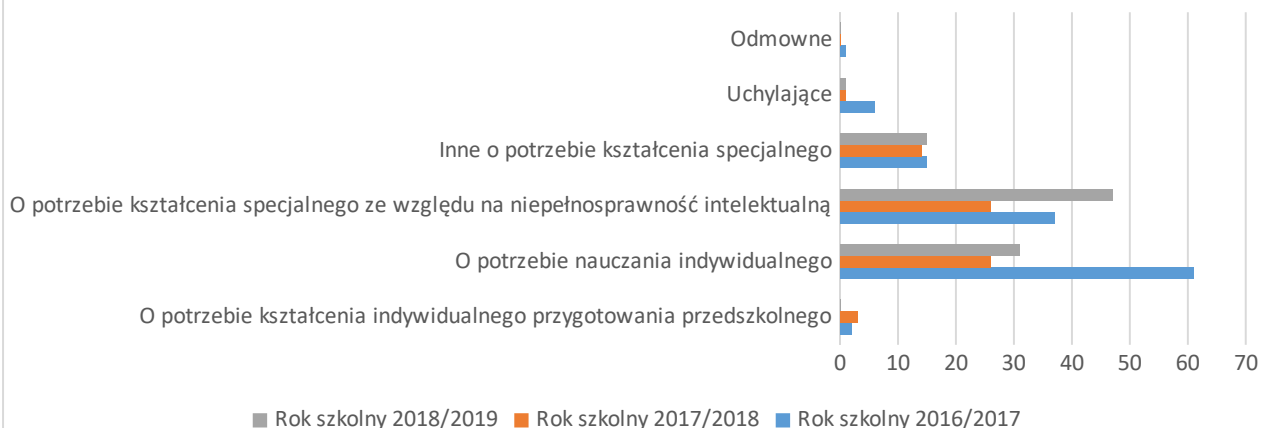 Odmowne
Uchylające
Inne o potrzebie kształcenia specjalnego
O potrzebie kształcenia specjalnego ze względu na niepełnosprawność intelektualną
O potrzebie nauczania indywidualnego
O potrzebie kształcenia indywidualnego przygotowania przedszkolnego
0 10 20 30 40 50 60 70
Rok szkolny 2018/2019 Rok szkolny 2017/2018 Rok szkolny 2016/2017